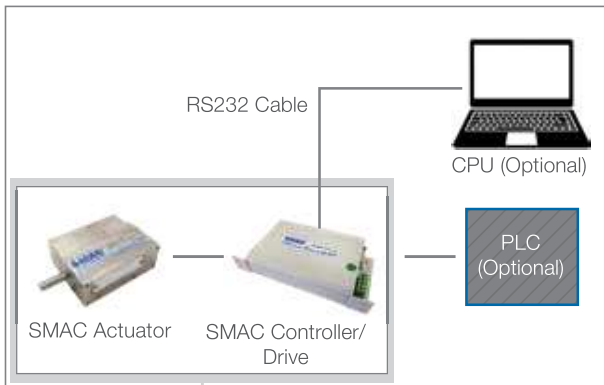 RS232 Cable
CPU (Optional)
PLC
(Optional)
SMAC Actuator
SMAC Controller/
Drive